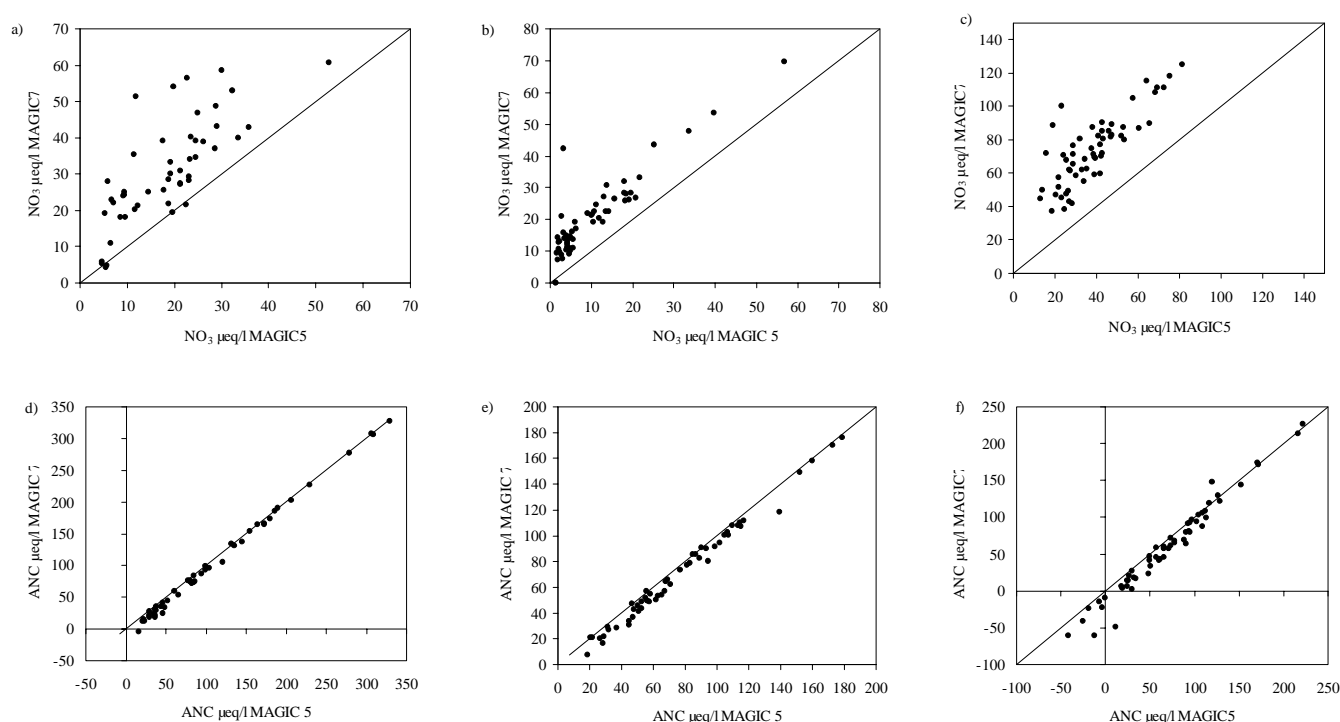 a)
NO₃ µeq/l MAGIC7
70
60
50
40
30
20
10
0
0 10 20 30 40 50 60 70
NO₃ µeq/l MAGIC5
b)
NO₃ µeq/l MAGIC7
80
70
60
50
40
30
20
10
0
0 10 20 30 40 50 60 70 80
NO₃ µeq/l MAGIC 5
c)
NO₃ µeq/l MAGIC7
140
120
100
80
60
40
20
0
0 20 40 60 80 100 120 140
NO₃ µeq/l MAGIC5
d)
ANC µeq/l MAGIC 7
350
300
250
200
150
100
50
0
-50
-50 0 50 100 150 200 250 300 350
ANC µeq/l MAGIC 5
e)
ANC µeq/l MAGIC 7
200
180
160
140
120
100
80
60
40
20
0
0 20 40 60 80 100 120 140 160 180 200
ANC µeq/l MAGIC 5
f)
ANC µeq/l MAGIC7
250
200
150
100
50
0
-50
-100
-100 -50 0 50 100 150 200 250
ANC µeq/l MAGIC5